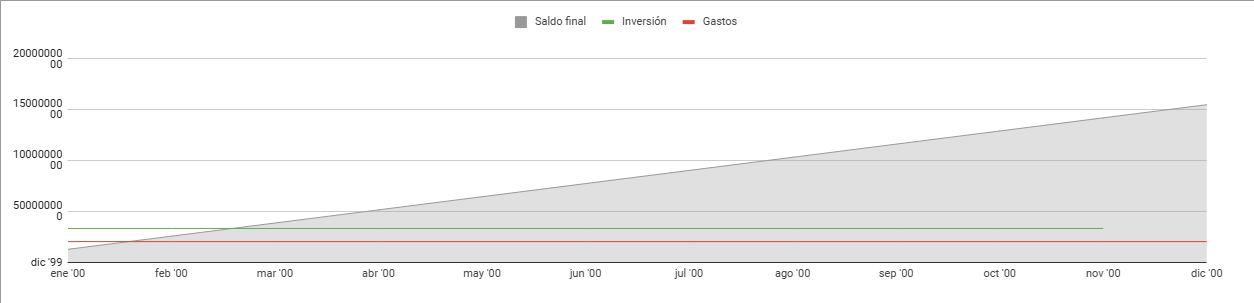 Saldo final Inversión Gastos
20000000
00
15000000
00
10000000
00
50000000
0
dic '99
ene '00 feb '00 mar '00 abr '00 may '00 jun '00 jul '00 ago '00 sep '00 oct '00 nov '00 dic '00